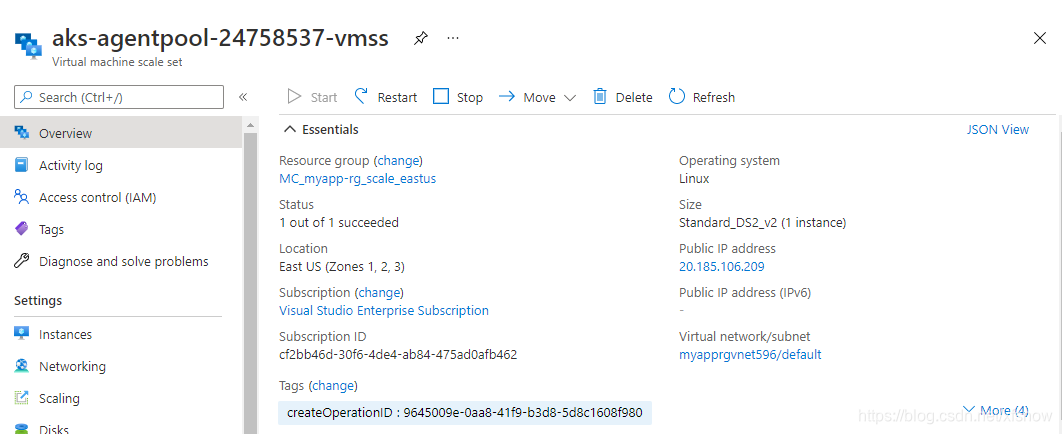 aks-agentpool-24758537-vmss
Virtual machine scale set
Search (Ctrl+/)
Overview
Activity log
Access control (IAM)
Tags
Diagnose and solve problems
Settings
Instances
Networking
Scaling
Disks
Start
Restart
Stop
Move
Delete
Refresh
Essentials
JSON View
Resource group (change)
MC_myapp-rg_scale_eastus
Status
1 out of 1 succeeded
Location
East US (Zones 1, 2, 3)
Subscription (change)
Visual Studio Enterprise Subscription
Subscription ID
cf2bb46d-30f6-4de4-ab84-475ad0afb462
Operating system
Linux
Size
Standard_DS2_v2 (1 instance)
Public IP address
20.185.106.209
Public IP address (IPv6)
-
Virtual network/subnet
myapprgvnet596/default
Tags (change)
createOperationID : 9645009e-0aa8-41f9-b3d8-5d8c1608f980
More (4)